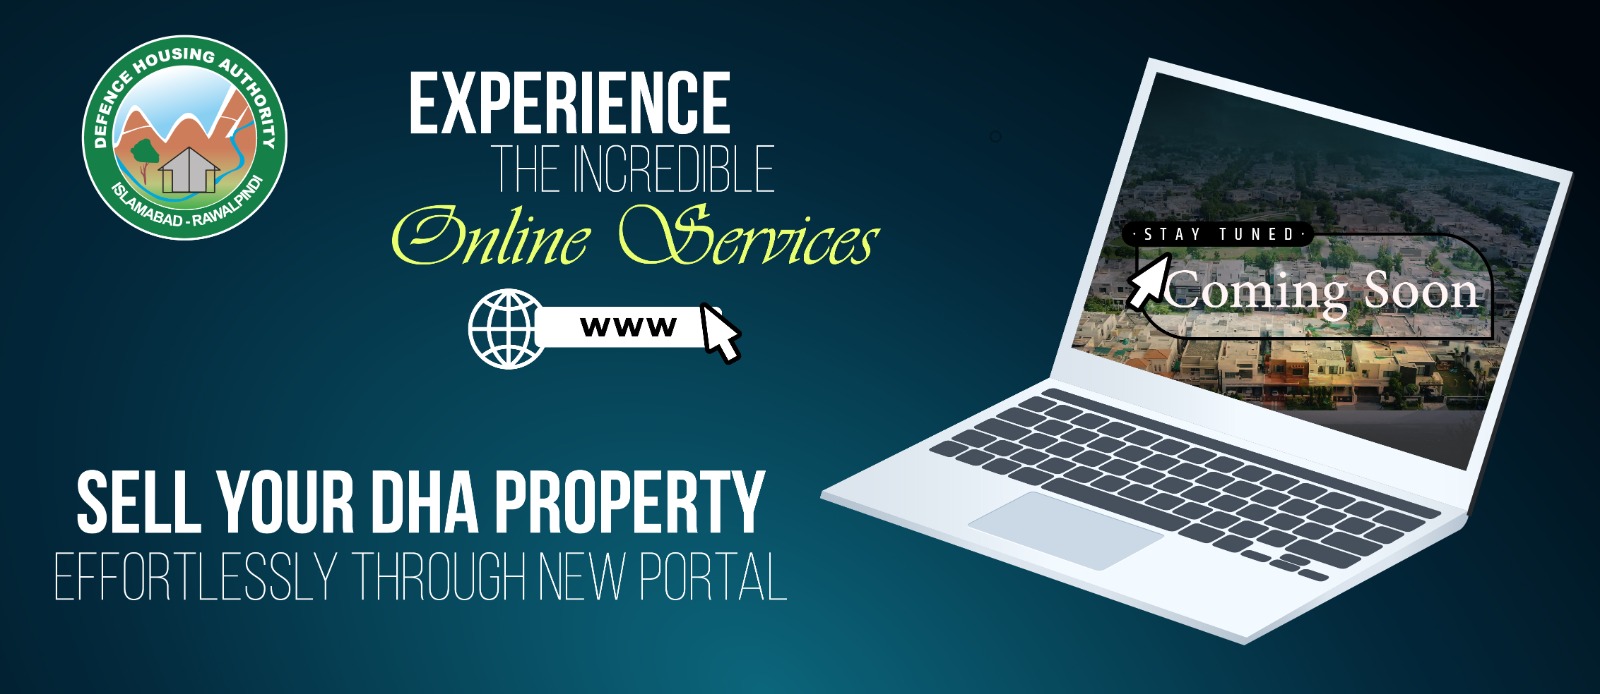 DEFENCE HOUSING AUTHORITY
ISLAMABAD - RAWALPINDI
EXPERIENCE
THE INCREDIBLE
Online Services
www
SELL YOUR DHA PROPERTY
EFFORTLESSLY THROUGH NEW PORTAL
·STAY TUNED·
Coming Soon